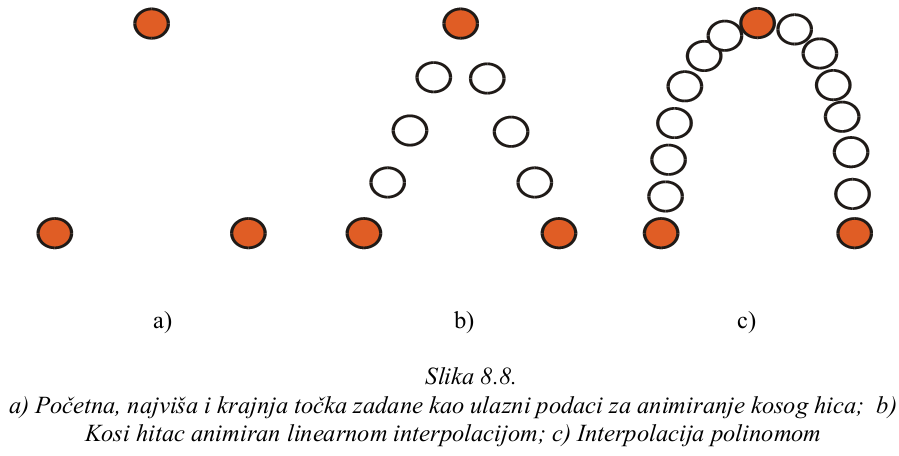 a) b) c)
Slika 8.8.
a) Početna, najviša i krajnja točka zadane kao ulazni podaci za animiranje kosog hica; b)
Kosi hitac animiran linearnom interpolacijom; c) Interpolacija polinomom